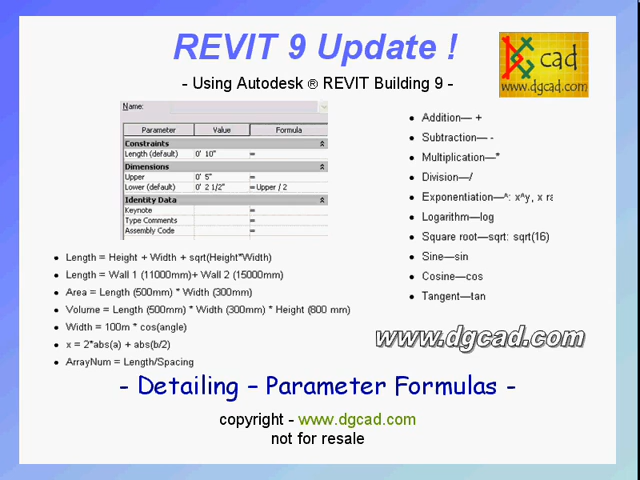 REVIT 9 Update !
- Using Autodesk ® REVIT Building 9 -
cad
www.dgcad.com
Name:
Parameter Value Formula
Constraints
Length (default) 0' 10" =
Dimensions
Upper 0' 5" =
Lower (default) 0' 2 1/2" =Upper / 2
Identity Data
Keynote =
Type Comments =
Assembly Code =
• Addition— +
• Subtraction— -
• Multiplication—*
• Division—/
• Exponentiation—^: x^y, x ra
• Logarithm—log
• Square root—sqrt: sqrt(16)
• Sine—sin
• Cosine—cos
• Tangent—tan
• Length = Height + Width + sqrt(Height*Width)
• Length = Wall 1 (11000mm)+ Wall 2 (15000mm)
• Area = Length (500mm) * Width (300mm)
• Volume = Length (500mm) * Width (300mm) * Height (800 mm)
• Width = 100m * cos(angle)
• x = 2*abs(a) + abs(b/2)
• ArrayNum = Length/Spacing
www.dgcad.com
- Detailing – Parameter Formulas -
copyright - www.dgcad.com
not for resale